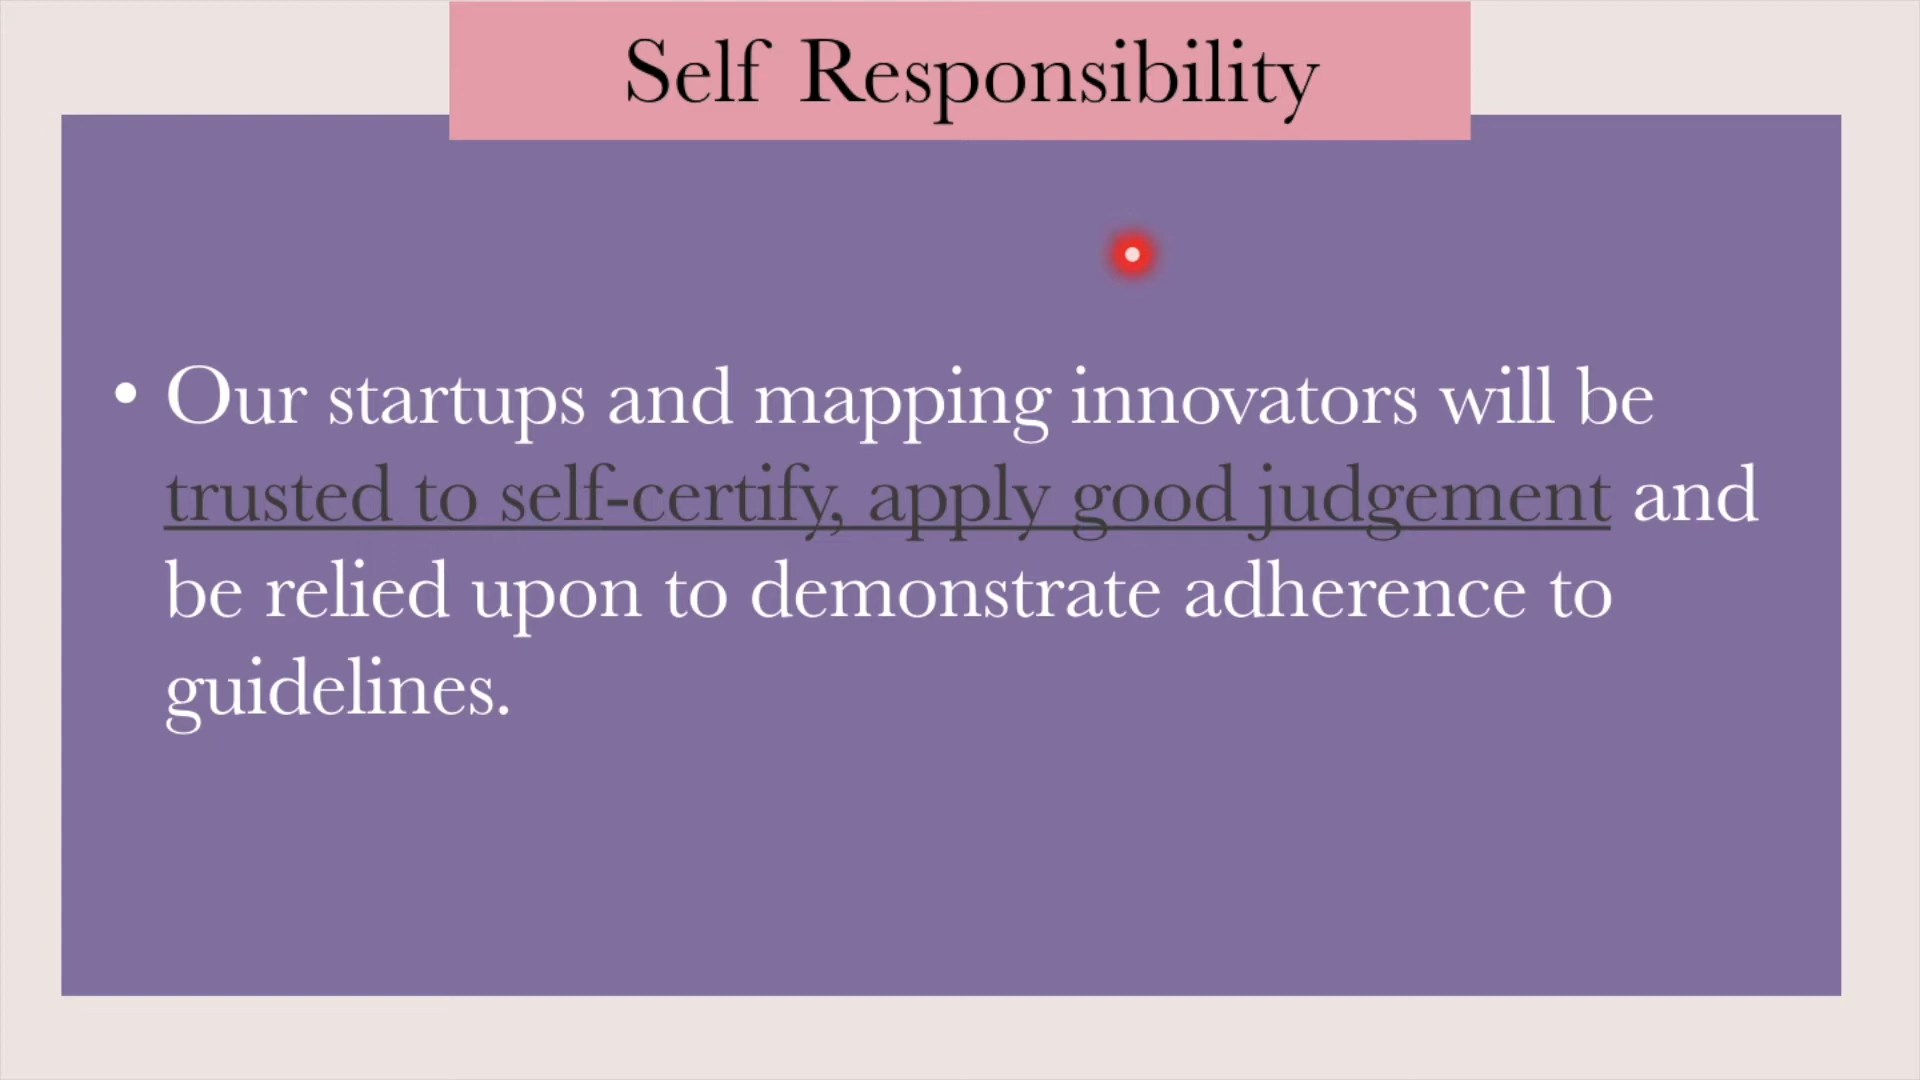 Self Responsibility
• Our startups and mapping innovators will be
trusted to self-certify, apply good judgement and
be relied upon to demonstrate adherence to
guidelines.